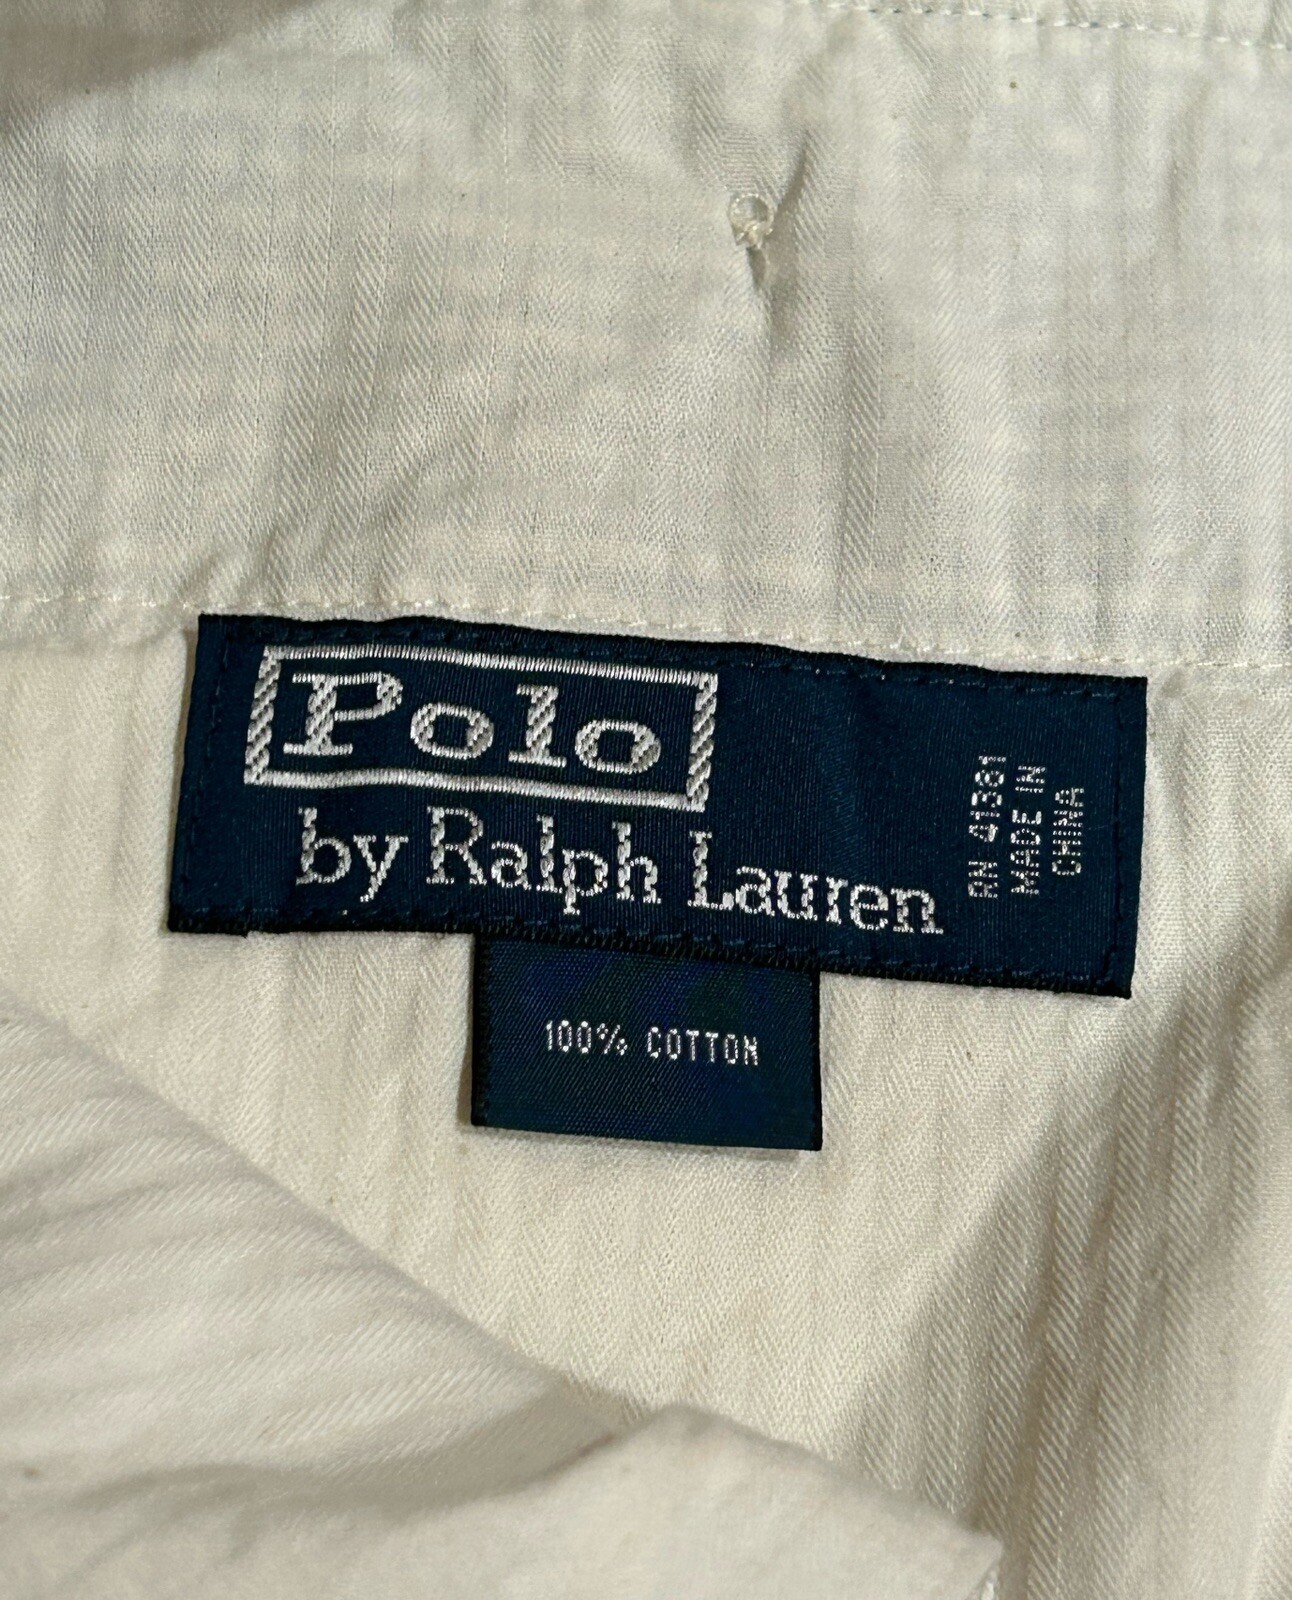 Polo
by Ralph Lauren
RN 41381
MADE IN
CHINA
100% COTTON